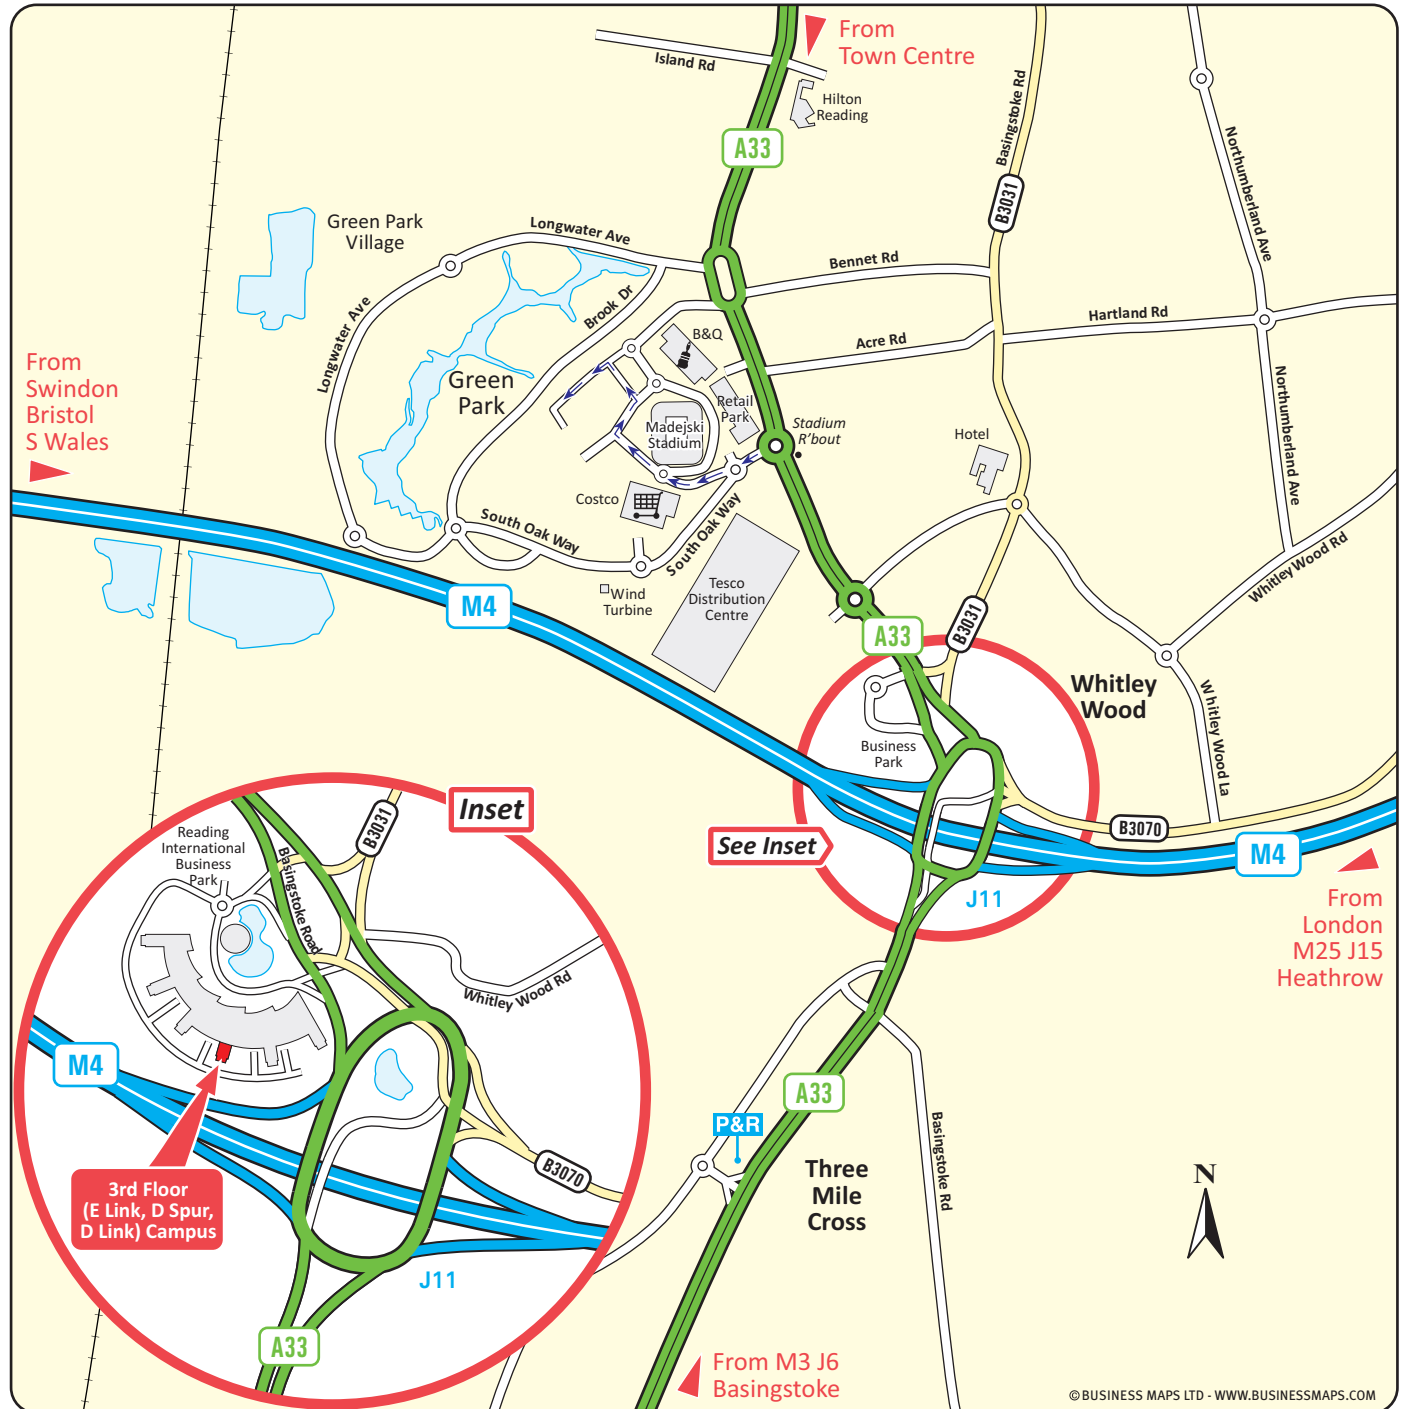 From
Town Centre
Island Rd
Hilton
Reading
A33
Basingstoke Rd
B3031
Northumberland Ave
Green Park
Village
Longwater Ave
Bennet Rd
Longwater Ave
Brook Dr
Hartland Rd
B&Q
Acre Rd
From
Swindon
Bristol
S Wales
Green
Park
Retail
Park
Northumberland Ave
Madejski
Stadium
Stadium
R'bout
Hotel
Costco
South Oak Way
South Oak Way
Whitley Wood Rd
Wind
Turbine
Tesco
Distribution
Centre
M4
A33
B3031
Whitley
Wood
Whitley Wood La
Business
Park
Inset
See Inset
B3070
M4
J11
From
London
M25 J15
Heathrow
Reading
International
Business
Park
B3031
Basingstoke Road
Whitley Wood Rd
M4
B3070
3rd Floor
(E Link, D Spur,
D Link) Campus
J11
A33
A33
P&R
Basingstoke Rd
Three
Mile
Cross
N
From M3 J6
Basingstoke
© BUSINESS MAPS LTD - WWW.BUSINESSMAPS.COM